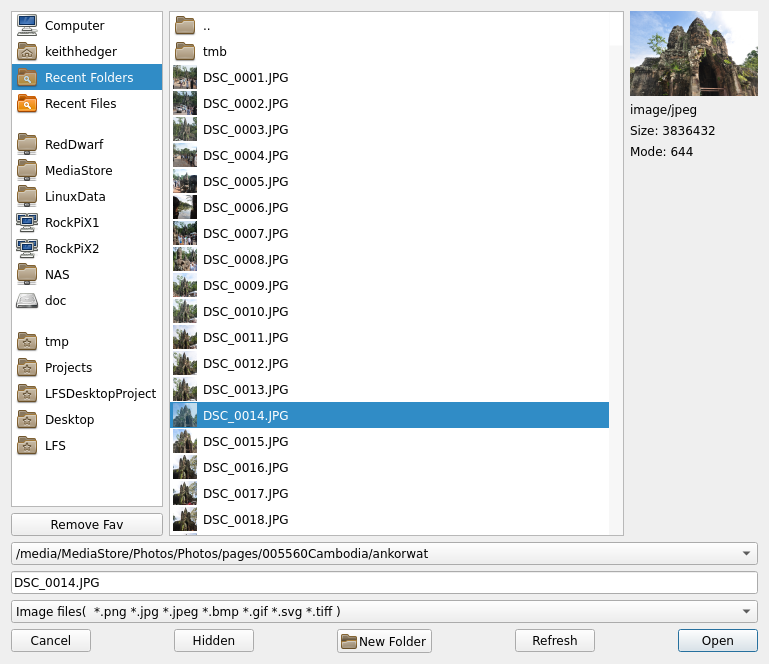 Computer
keithhedger
Recent Folders
Recent Files
RedDwarf
MediaStore
LinuxData
RockPiX1
RockPiX2
NAS
doc
tmp
Projects
LFSDesktopProject
Desktop
LFS
Remove Fav
..
tmb
DSC_0001.JPG
DSC_0002.JPG
DSC_0003.JPG
DSC_0004.JPG
DSC_0005.JPG
DSC_0006.JPG
DSC_0007.JPG
DSC_0008.JPG
DSC_0009.JPG
DSC_0010.JPG
DSC_0011.JPG
DSC_0012.JPG
DSC_0013.JPG
DSC_0014.JPG
DSC_0015.JPG
DSC_0016.JPG
DSC_0017.JPG
DSC_0018.JPG
image/jpeg
Size: 3836432
Mode: 644
/media/MediaStore/Photos/Photos/pages/005560Cambodia/ankorwat
DSC_0014.JPG
Image files(  *.png *.jpg *.jpeg *.bmp *.gif *.svg *.tiff )
Cancel
Hidden
New Folder
Refresh
Open